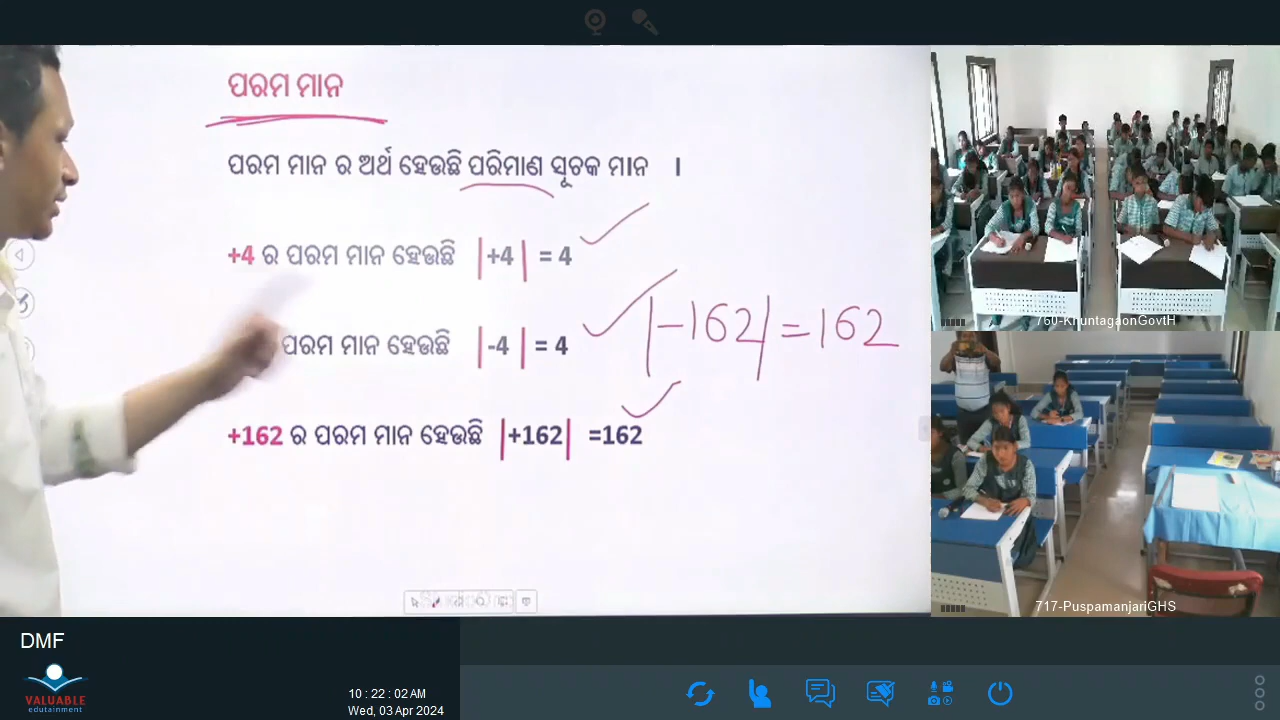 ପରମ ମାନ
ପରମ ମାନ ର ଅର୍ଥ ହେଉଛି ପରିମାଣ ସୂଚକ ମାନ ।
+4 ର ପରମ ମାନ ହେଉଛି |+4| = 4
ପରମ ମାନ ହେଉଛି |-4| = 4
|-162| = 162
+162 ର ପରମ ମାନ ହେଉଛି |+162| =162
760-KhuntagaonGovtH
717-PuspamanjariGHS
DMF
VALUABLE
edutainment
10 : 22 : 02 AM
Wed, 03 Apr 2024